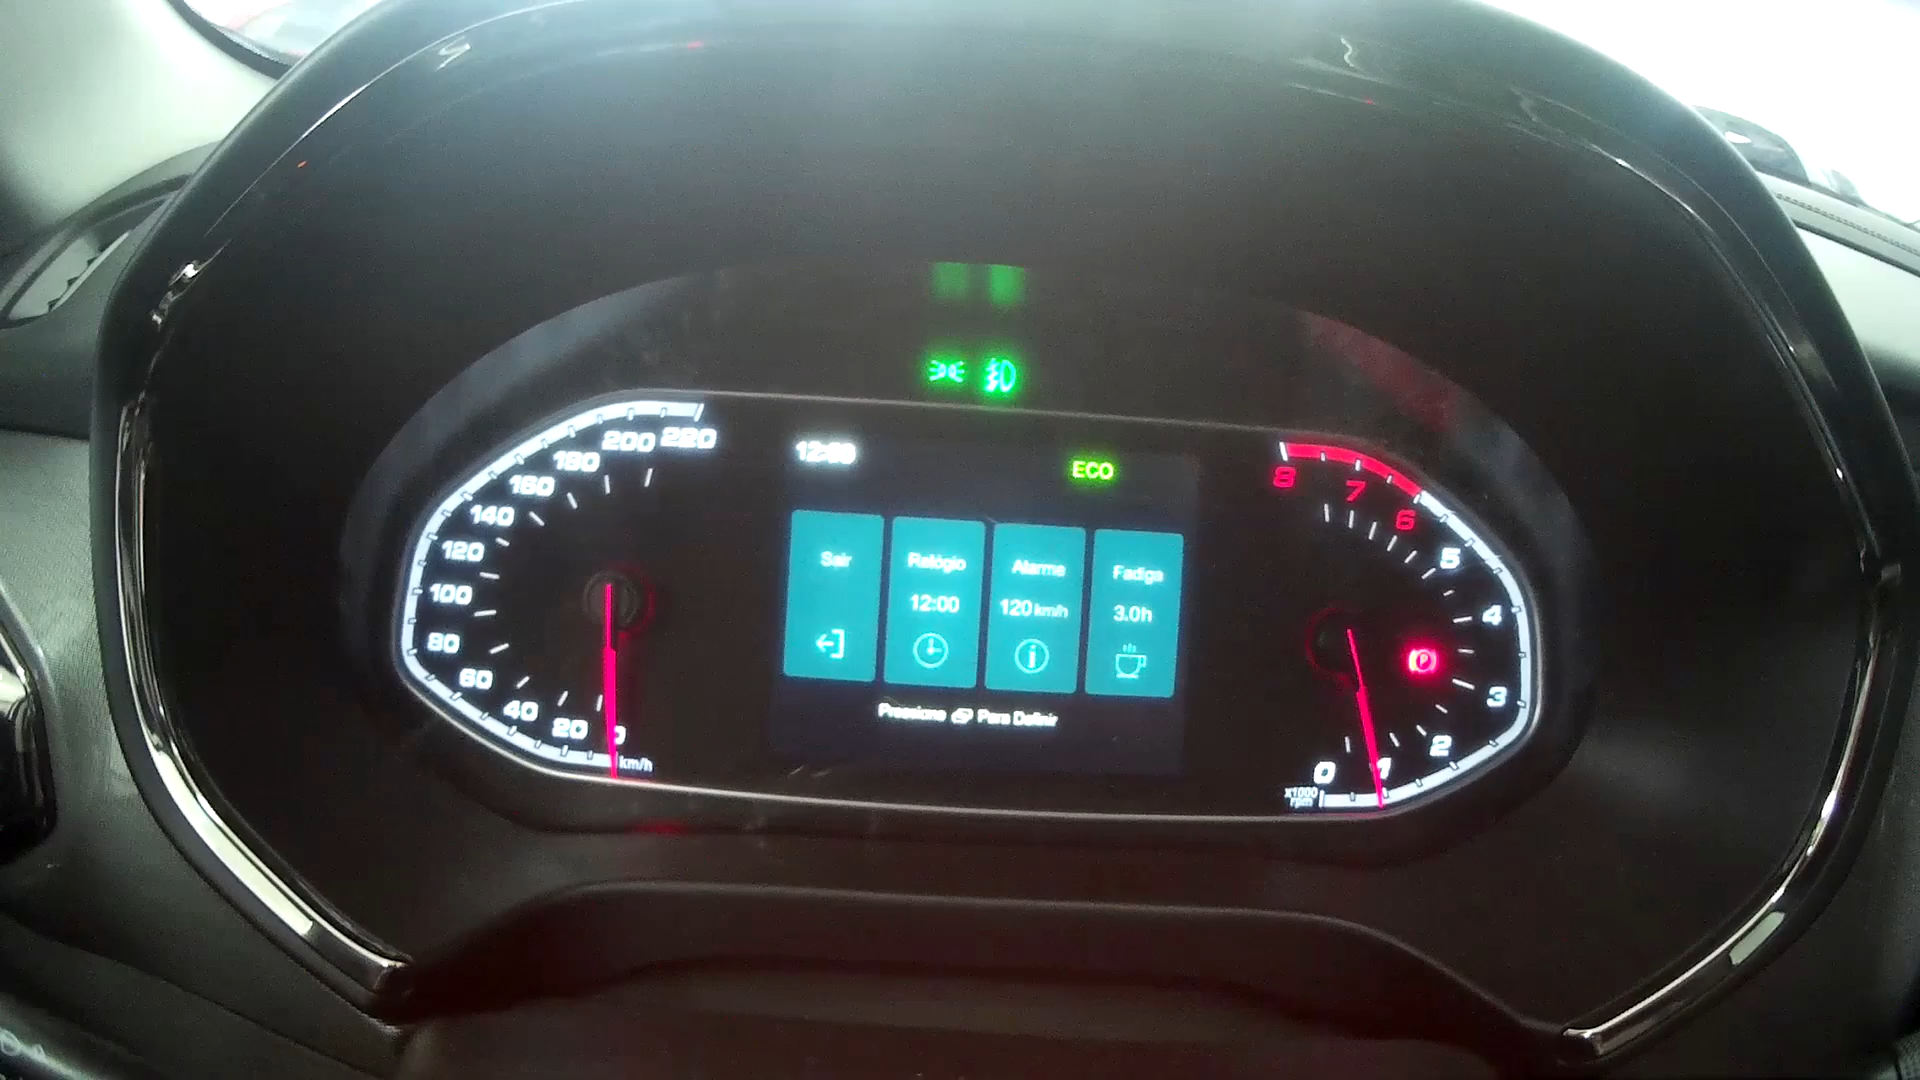 220
200
180
160
140
120
100
80
60
40
20
0
km/h
12:00
ECO
Sair
Relógio
12:00
Alarme
120 km/h
Fadiga
3.0h
Pressione Para Definir
8
7
6
5
4
3
2
1
0
x1000
rpm
P